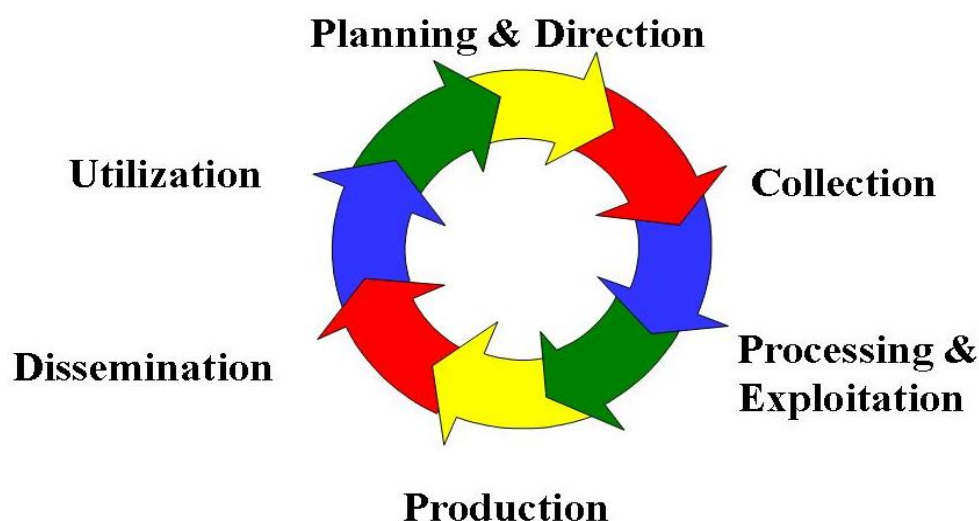 Planning & Direction
Collection
Processing &
Exploitation
Production
Dissemination
Utilization